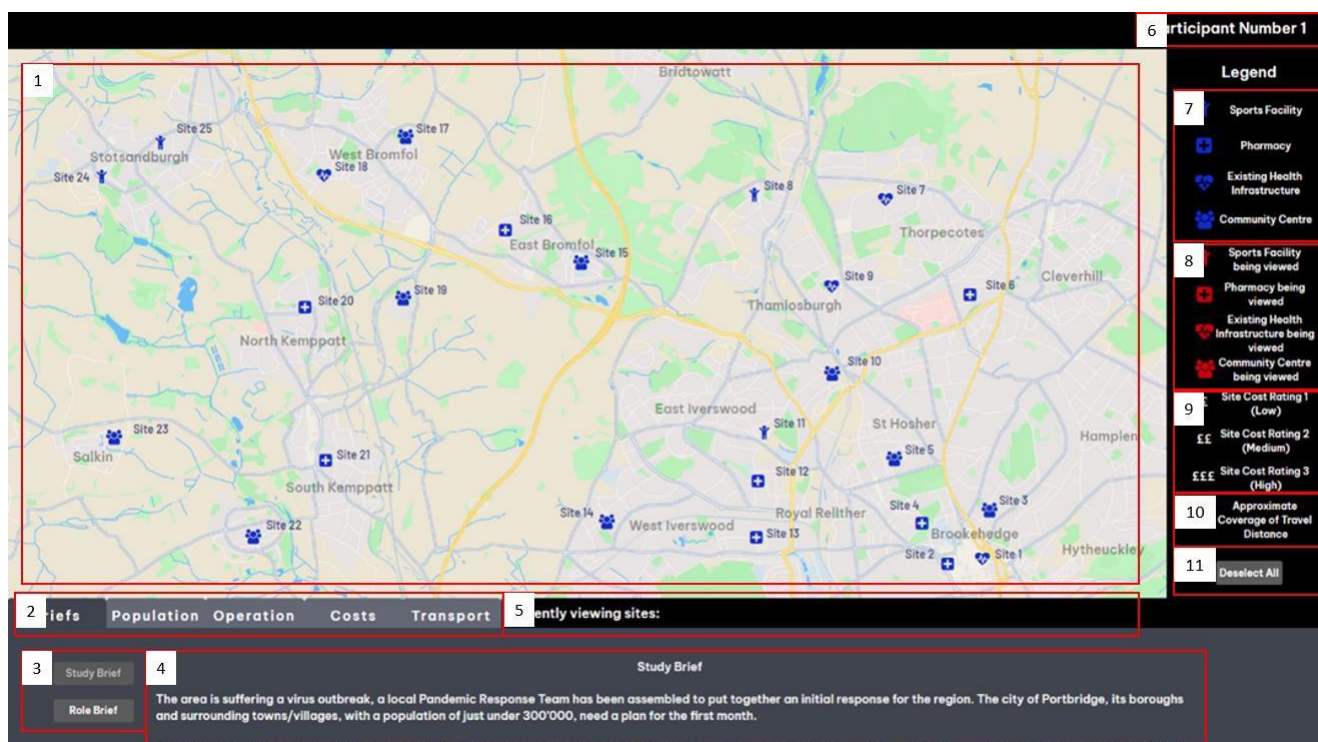 6
rticipant Number 1
1
Bridtowatt
Legend
7
Sports Facility
Pharmacy
Existing Health
Infrastructure
Community Centre
Site 25
Site 17
Stotsandburgh
West Bromfol
Site 24
Site 18
Site 8
Site 7
Site 16
East Bromfol
Site 15
Thorpecotes
8
Sports Facility
being viewed
Pharmacy being
viewed
Existing Health
Infrastructure being
viewed
Community Centre
being viewed
Cleverhill
Site 9
Site 6
Site 20
Site 19
Thamlosburgh
North Kemppatt
Site 10
9
£
Site Cost Rating 1
(Low)
££
Site Cost Rating 2
(Medium)
£££
Site Cost Rating 3
(High)
East Iverswood
Site 11
St Hosher
Hamplen
Site 23
Salkin
Site 21
South Kemppatt
Site 12
Site 5
10
Approximate
Coverage of Travel
Distance
Site 22
Site 14
West Iverswood
Royal Rellther
Site 13
Site 4
Site 3
Brookehedge
Site 2
Site 1
Hytheuckley
11
Deselect All
2
riefs
Population
Operation
Costs
Transport
5
ently viewing sites:
3
Study Brief
Role Brief
4
Study Brief
The area is suffering a virus outbreak, a local Pandemic Response Team has been assembled to put together an initial response for the region. The city of Portbridge, its boroughs
and surrounding towns/villages, with a population of just under 300'000, need a plan for the first month.